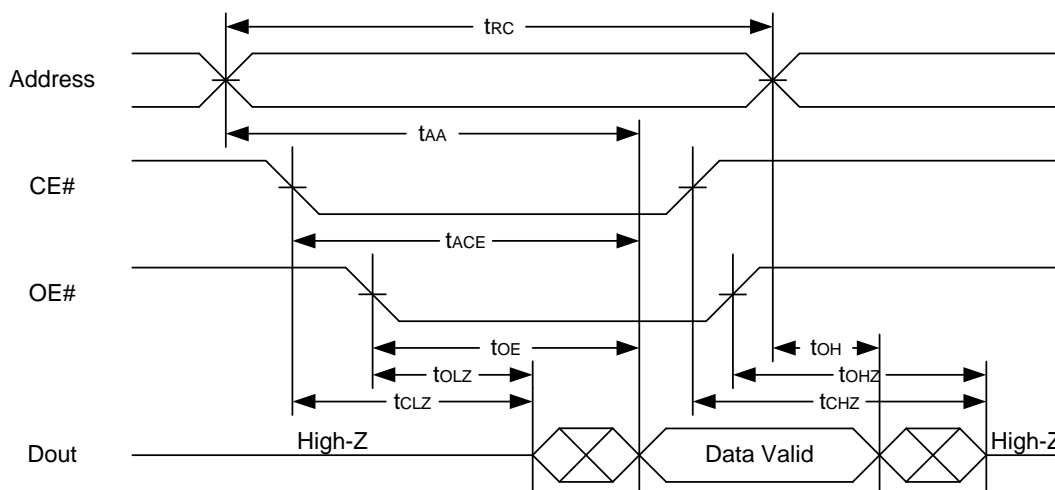 tRC
Address
tAA
CE#
tACE
OE#
tOE
tOH
tOLZ
tOHZ
tCLZ
tCHZ
High-Z
Data Valid
High-Z
Dout